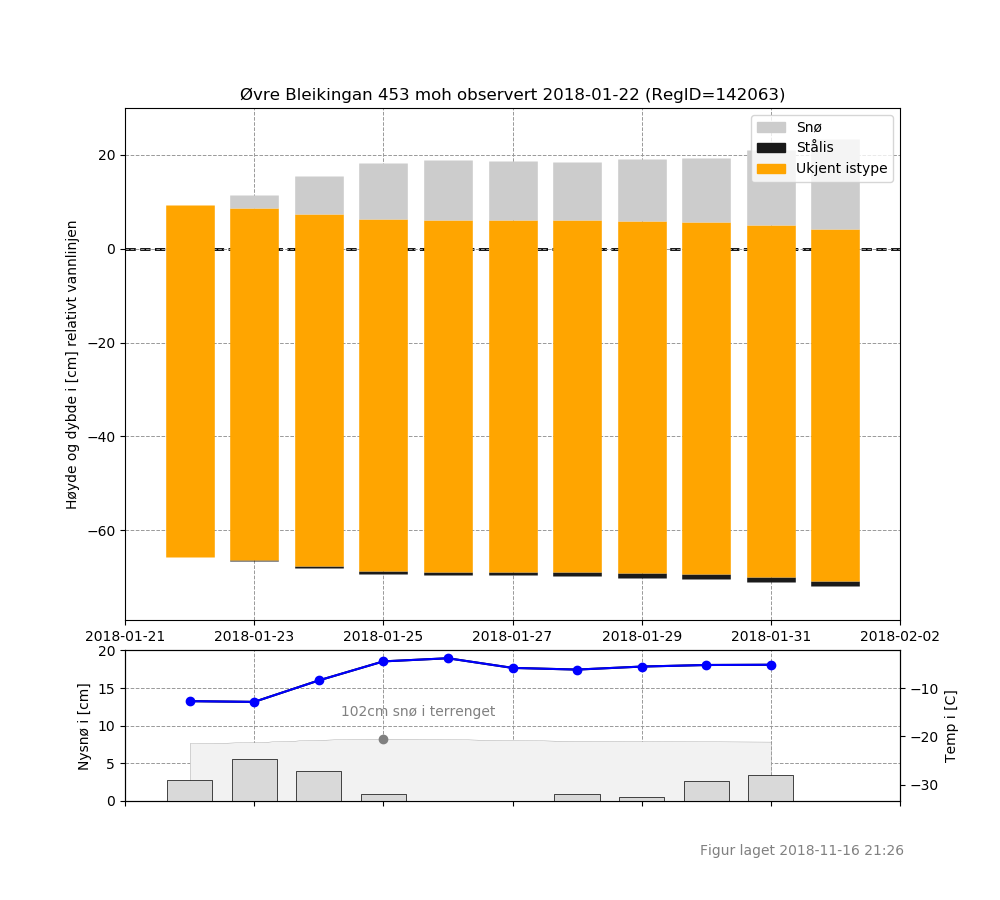 Øvre Bleikingan 453 moh observert 2018-01-22 (RegID=142063)
Snø
Stålis
Ukjent istype
Høyde og dybde i [cm] relativt vannlinjen
20
0
−20
−40
−60
2018-01-21 2018-01-23 2018-01-25 2018-01-27 2018-01-29 2018-01-31 2018-02-02
Nysnø i [cm]
20
15
10
5
0
102cm snø i terrenget
−10
−20
−30
Temp i [C]
Figur laget 2018-11-16 21:26